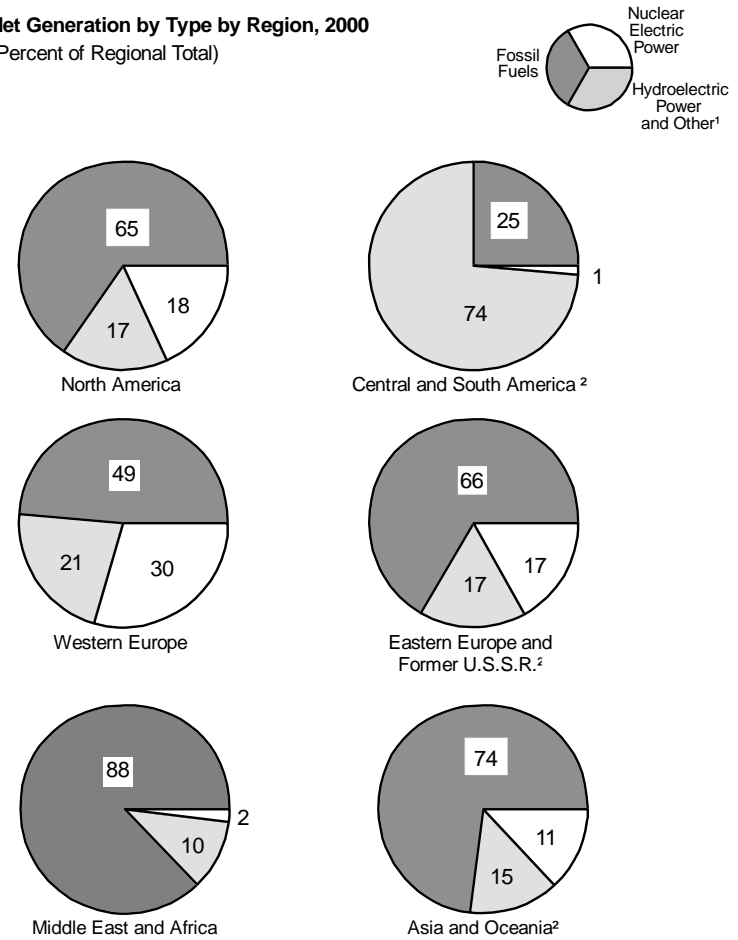 Net Generation by Type by Region, 2000
Percent of Regional Total)
Nuclear
Electric
Power
Fossil
Fuels
Hydroelectric
Power
and Other¹
65
17
18
North America
25
1
74
Central and South America ²
49
21
30
Western Europe
66
17
17
Eastern Europe and
Former U.S.S.R.²
88
2
10
Middle East and Africa
74
11
15
Asia and Oceania²